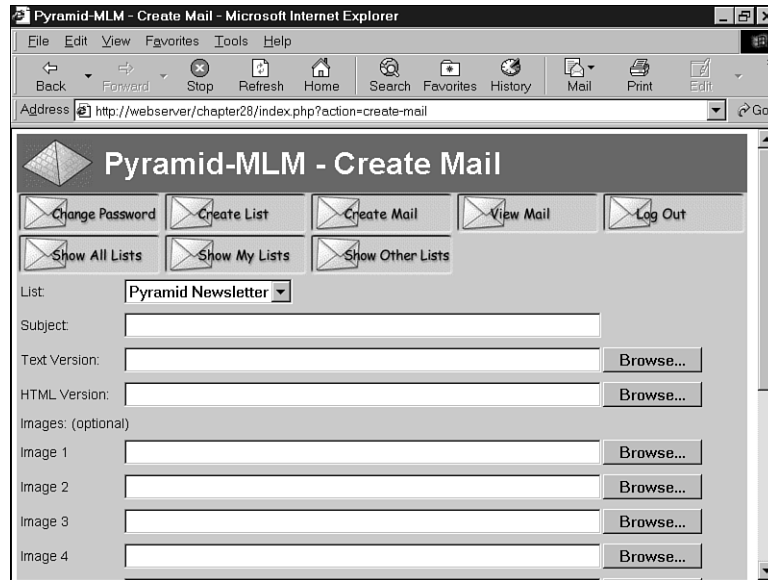 Pyramid-MLM - Create Mail - Microsoft Internet Explorer
File Edit View Favorites Tools Help
Back Forward Stop Refresh Home Search Favorites History Mail Print Edit
Address http://webserver/chapter28/index.php?action=create-mail Go
Pyramid-MLM - Create Mail
Change Password Create List Create Mail View Mail Log Out
Show All Lists Show My Lists Show Other Lists
List: Pyramid Newsletter
Subject:
Text Version: Browse...
HTML Version: Browse...
Images: (optional)
Image 1 Browse...
Image 2 Browse...
Image 3 Browse...
Image 4 Browse...